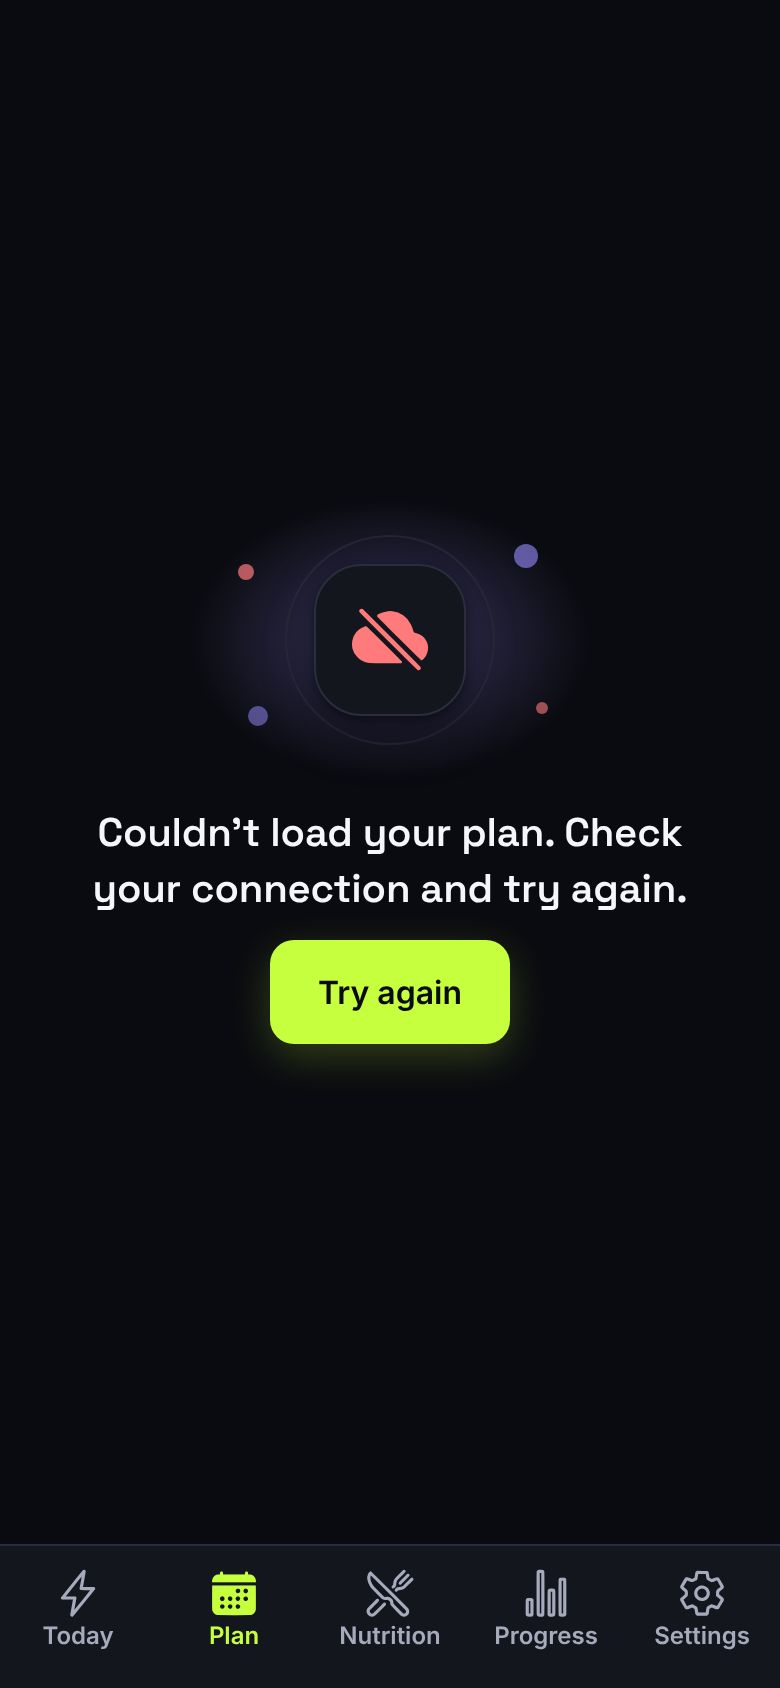 Couldn’t load your plan. Check
your connection and try again.
Try again
Today
Plan
Nutrition
Progress
Settings